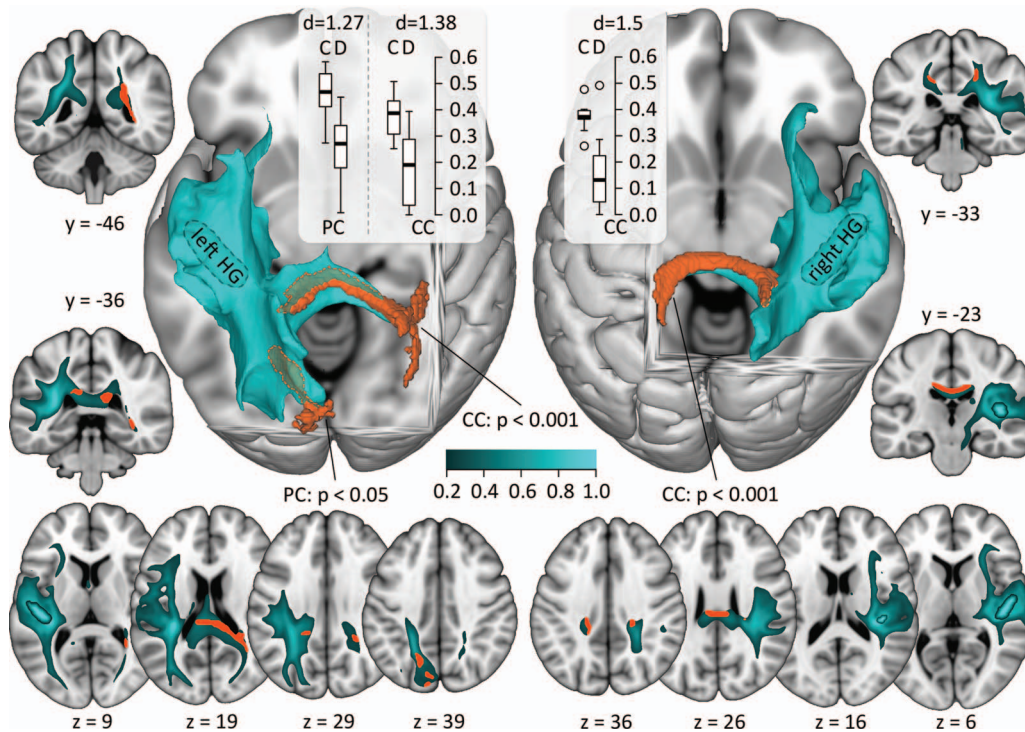 d=1.27 d=1.38
C D C D
0.6
0.5
0.4
0.3
0.2
0.1
0.0
PC CC
d=1.5
C D
0.6
0.5
0.4
0.3
0.2
0.1
0.0
CC
y = -46
y = -33
left HG
right HG
y = -36
y = -23
CC: p < 0.001
PC: p < 0.05
CC: p < 0.001
0.2 0.4 0.6 0.8 1.0
z = 9 z = 19 z = 29 z = 39 z = 36 z = 26 z = 16 z = 6